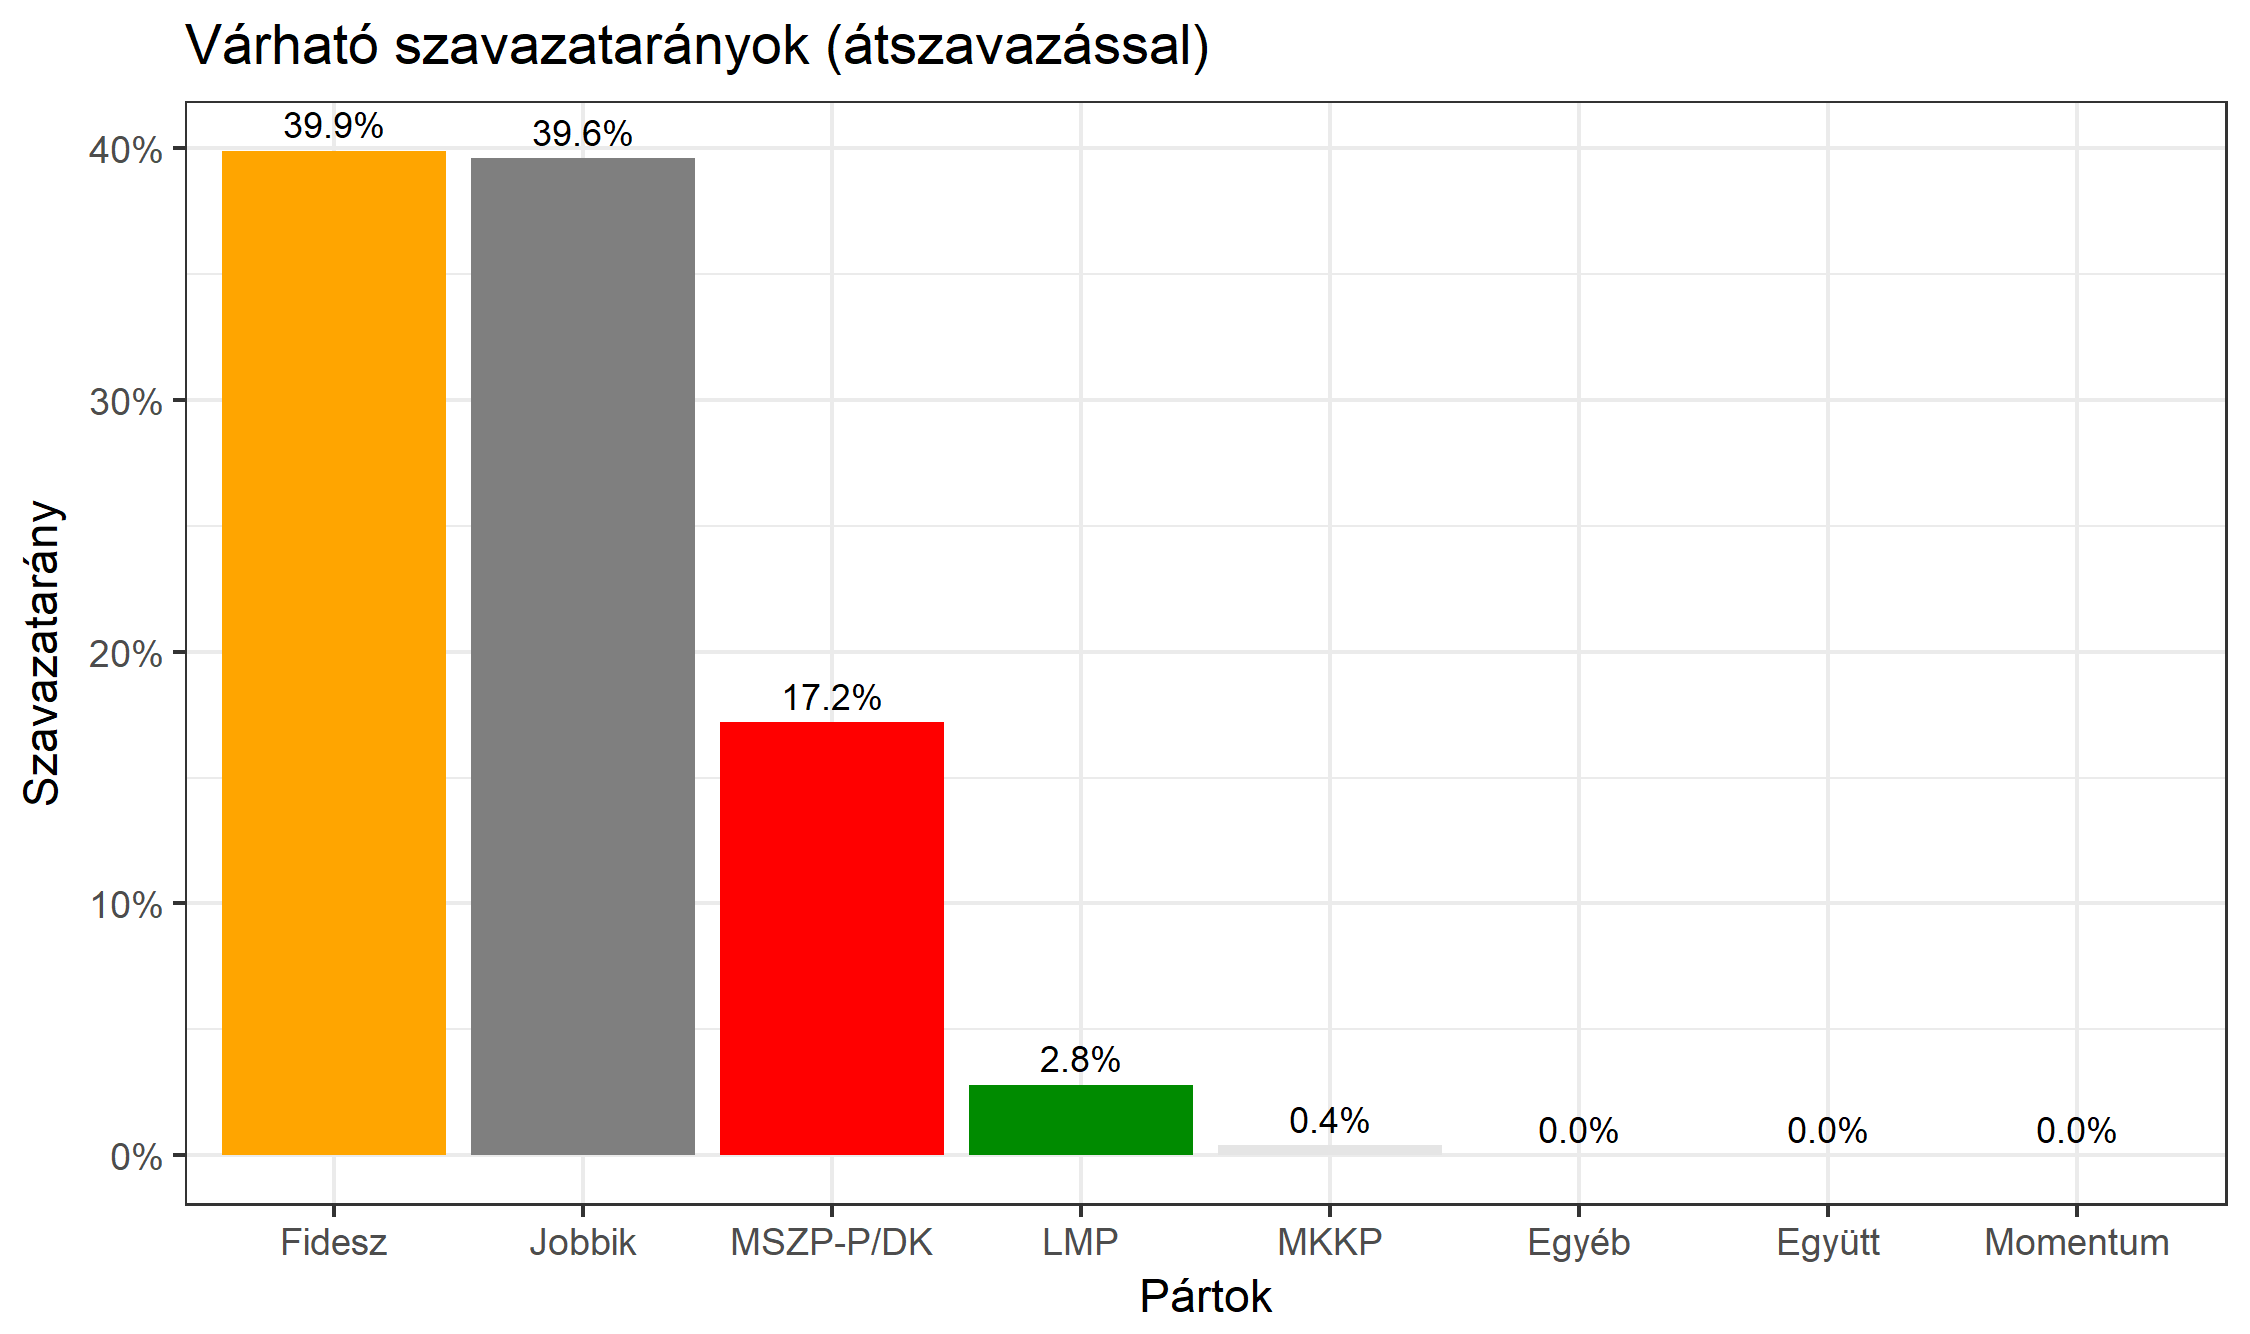 Várható szavazatarányok (átszavazással)
39.9%
39.6%
17.2%
2.8%
0.4%
0.0%
0.0%
0.0%
40%
30%
20%
10%
0%
Szavazatarány
Fidesz
Jobbik
MSZP-P/DK
LMP
MKKP
Egyéb
Együtt
Momentum
Pártok